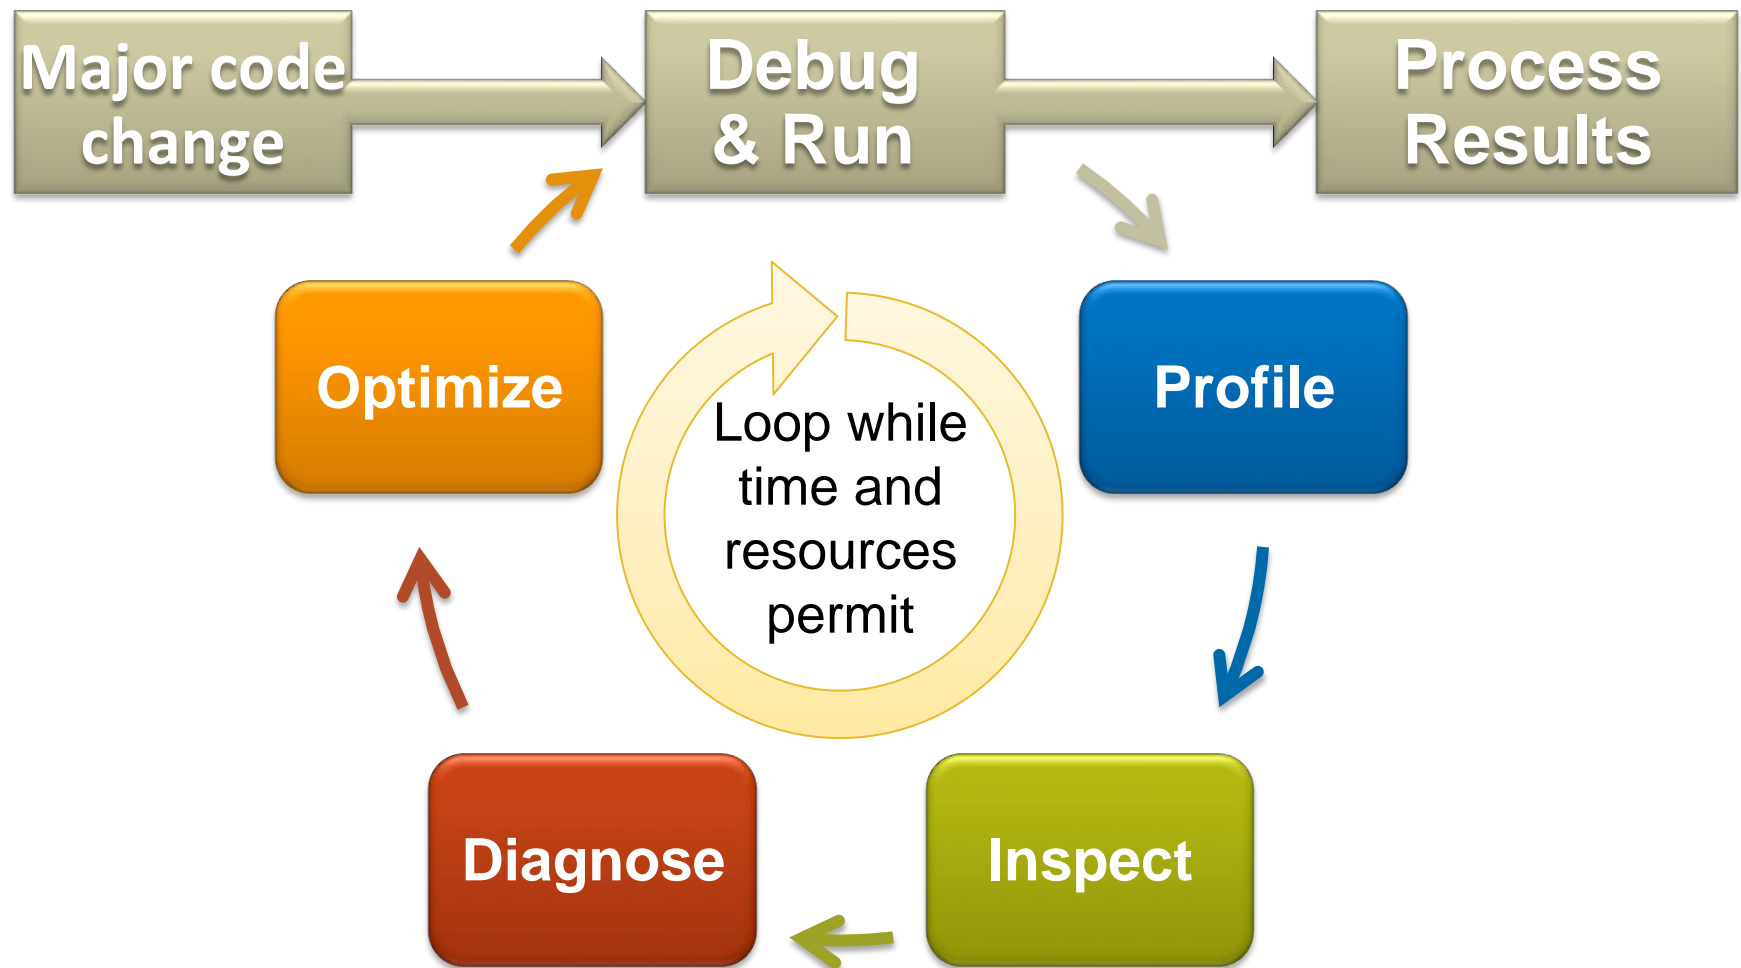 Major code
change
Debug
& Run
Process
Results
Optimize
Profile
Loop while
time and
resources
permit
Diagnose
Inspect